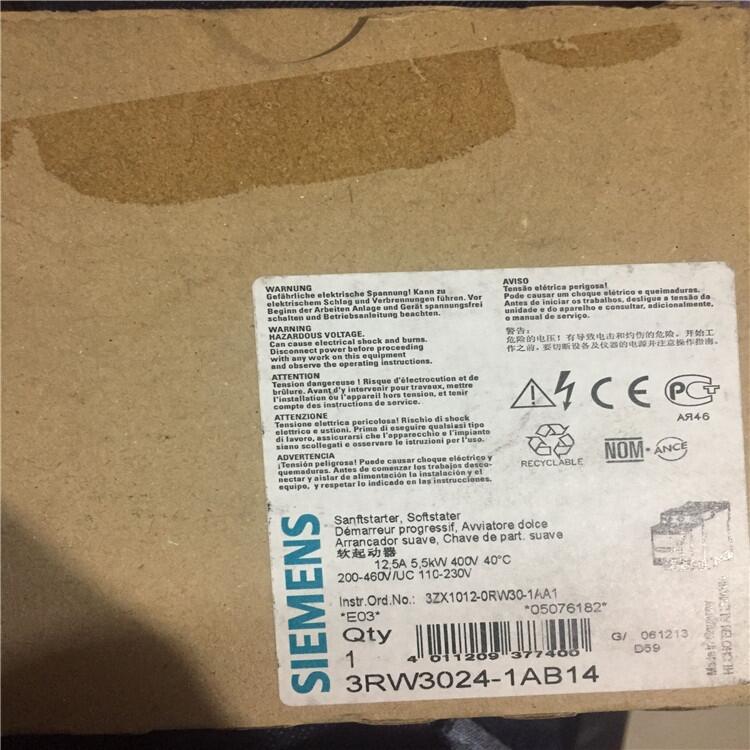 WARNUNG
Gefährliche elektrische Spannung! Kann zu
elektrischem Schlag und Verbrennungen führen. Vor
Beginn der Arbeiten Anlage und Gerät spannungsfrei
schalten und Betriebsanleitung beachten.
WARNING
HAZARDOUS VOLTAGE.
Can cause electrical shock and burns.
Disconnect power before proceeding
with any work on this equipment
and observe the operating instructions.
ATTENTION
Tension dangereuse ! Risque d'électrocution et de
brûlure. Avant d'y intervenir pour travaux, mettre
l'installation ou l'appareil hors tension, et tenir
compte des instructions de service.
ATTENZIONE
Tensione elettrica pericolosa! Rischio di shock
elettrico e ustioni. Prima di eseguire qualsiasi tipo
di lavoro, assicurarsi che l'apparecchio e l'impianto
siano scollegati e osservare le istruzioni per l'uso.
ADVERTENCIA
¡Tensión peligrosa! Puede causar choque eléctrico y
quemaduras. Antes de comenzar los trabajos desco-
nectar y aislar de alimentación la instalación y el
equipo, y respetar lo indicado en las instrucciones.
AVISO
Tensão elétrica perigosa!
Pode causar um choque elétrico e queimaduras.
Antes de iniciar os trabalhos, desligue a tensão da
unidade e do aparelho e consultar, adicionalmente,
o manual de serviço.
警告:
危险的电压! 有导致电击和灼伤的危险。开始工
作之前, 要切断设备及仪器的电源并注意操作指南。
CE
РСТ
АЯ46
RECYCLABLE
NOM-ANCE
SIEMENS
Sanftstarter, Softstater
Démarreur progressif, Avviatore dolce
Arrancador suave, Chave de part. suave
软起动器
12,5A 5,5kW 400V 40°C
200-460V/UC 110-230V
Instr.Ord.No.: 3ZX1012-0RW30-1AA1
*E03* *05076182*
Qty
1
4 011209 377400
G/ 061213
D59
Made in Germany
3RW3024-1AB14